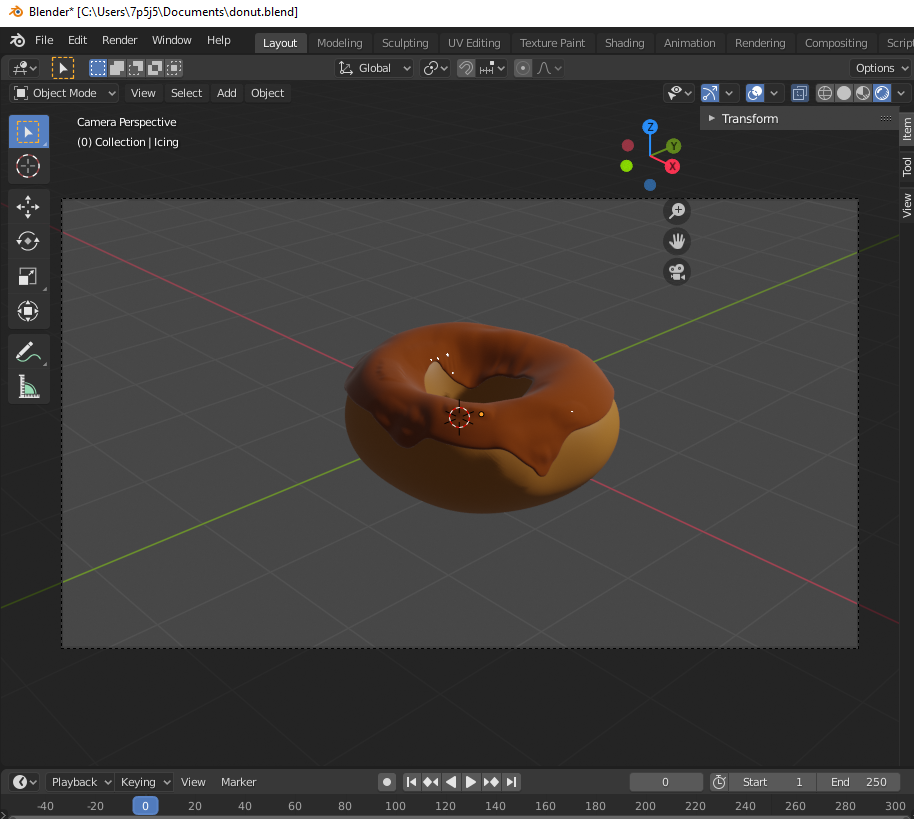 Blender* [C:\Users\7p5j5\Documents\donut.blend]
File Edit Render Window Help Layout Modeling Sculpting UV Editing Texture Paint Shading Animation Rendering Compositing Scrip
Global Options
Object Mode View Select Add Object
Camera Perspective
(0) Collection | Icing
Transform
Item
Tool
View
Z
Y
X
Playback Keying View Marker 0 Start 1 End 250
-40 -20 0 20 40 60 80 100 120 140 160 180 200 220 240 260 280 300